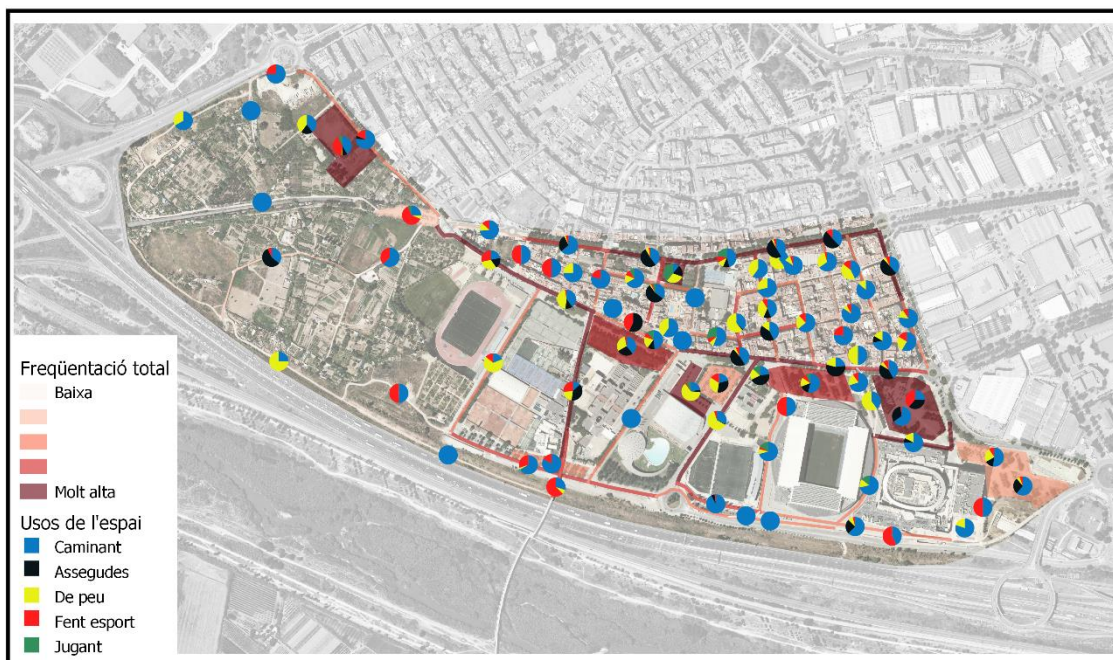 Freqüentació total
Baixa
Molt alta
Usos de l'espai
Caminant
Assegudes
De peu
Fent esport
Jugant